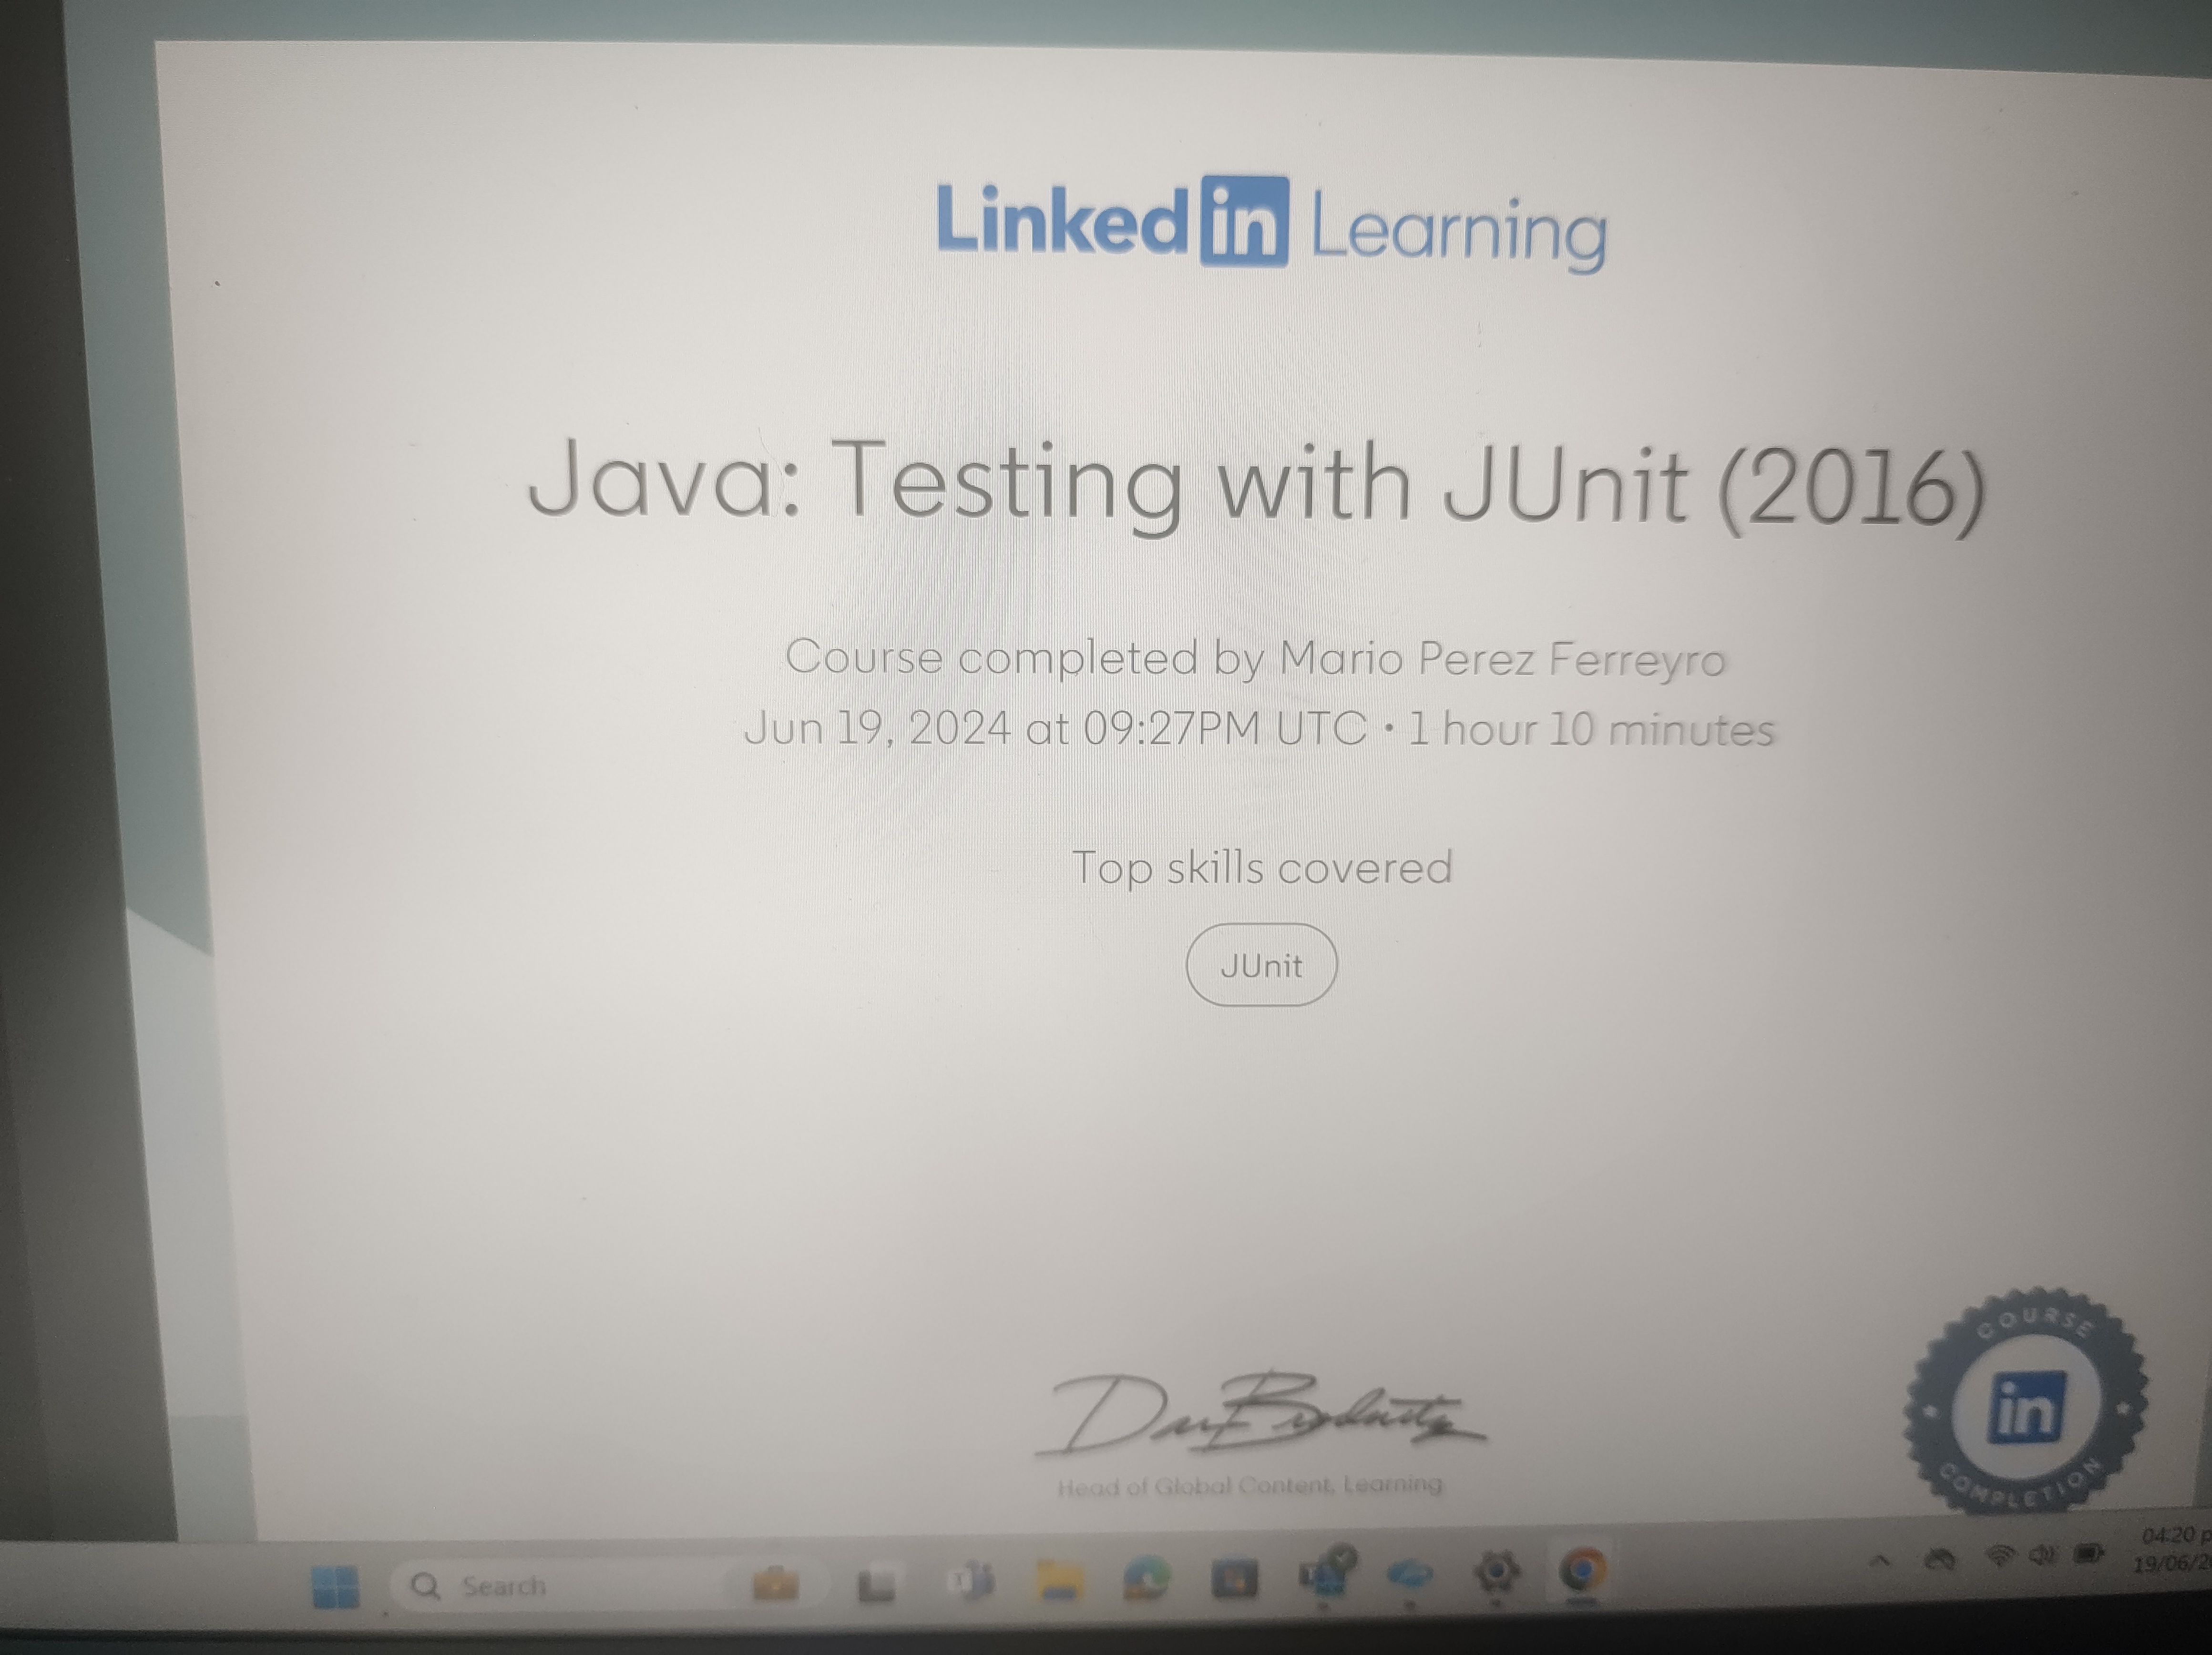 Linked in Learning
Java: Testing with JUnit (2016)
Course completed by Mario Perez Ferreyro
Jun 19, 2024 at 09:27PM UTC • 1 hour 10 minutes
Top skills covered
JUnit
Head of Global Content, Learning
COURSE
in
COMPLETION
Search
04:20 p
19/06/2